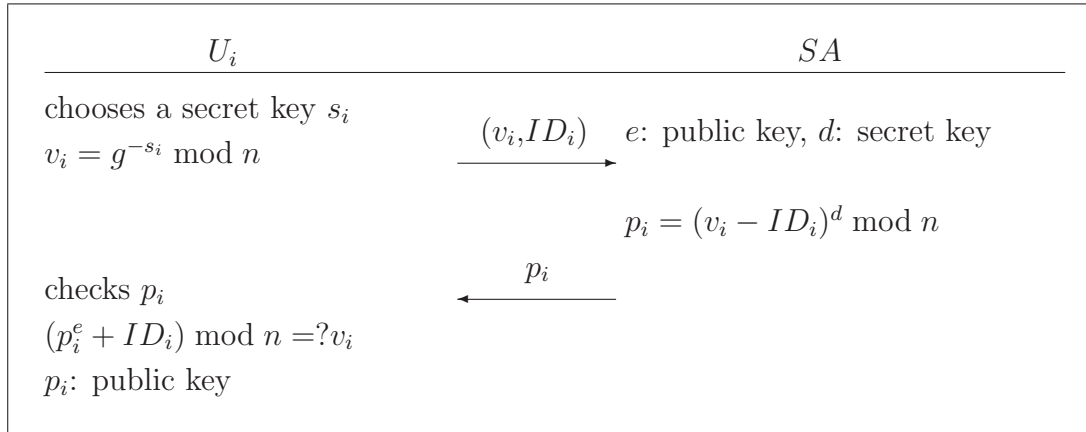 U_i SA
chooses a secret key s_i
v_i = g^{-s_i} mod n
(v_i,ID_i) e: public key, d: secret key
p_i = (v_i − ID_i)^d mod n
p_i
checks p_i
(p_i^e + ID_i) mod n =?v_i
p_i: public key